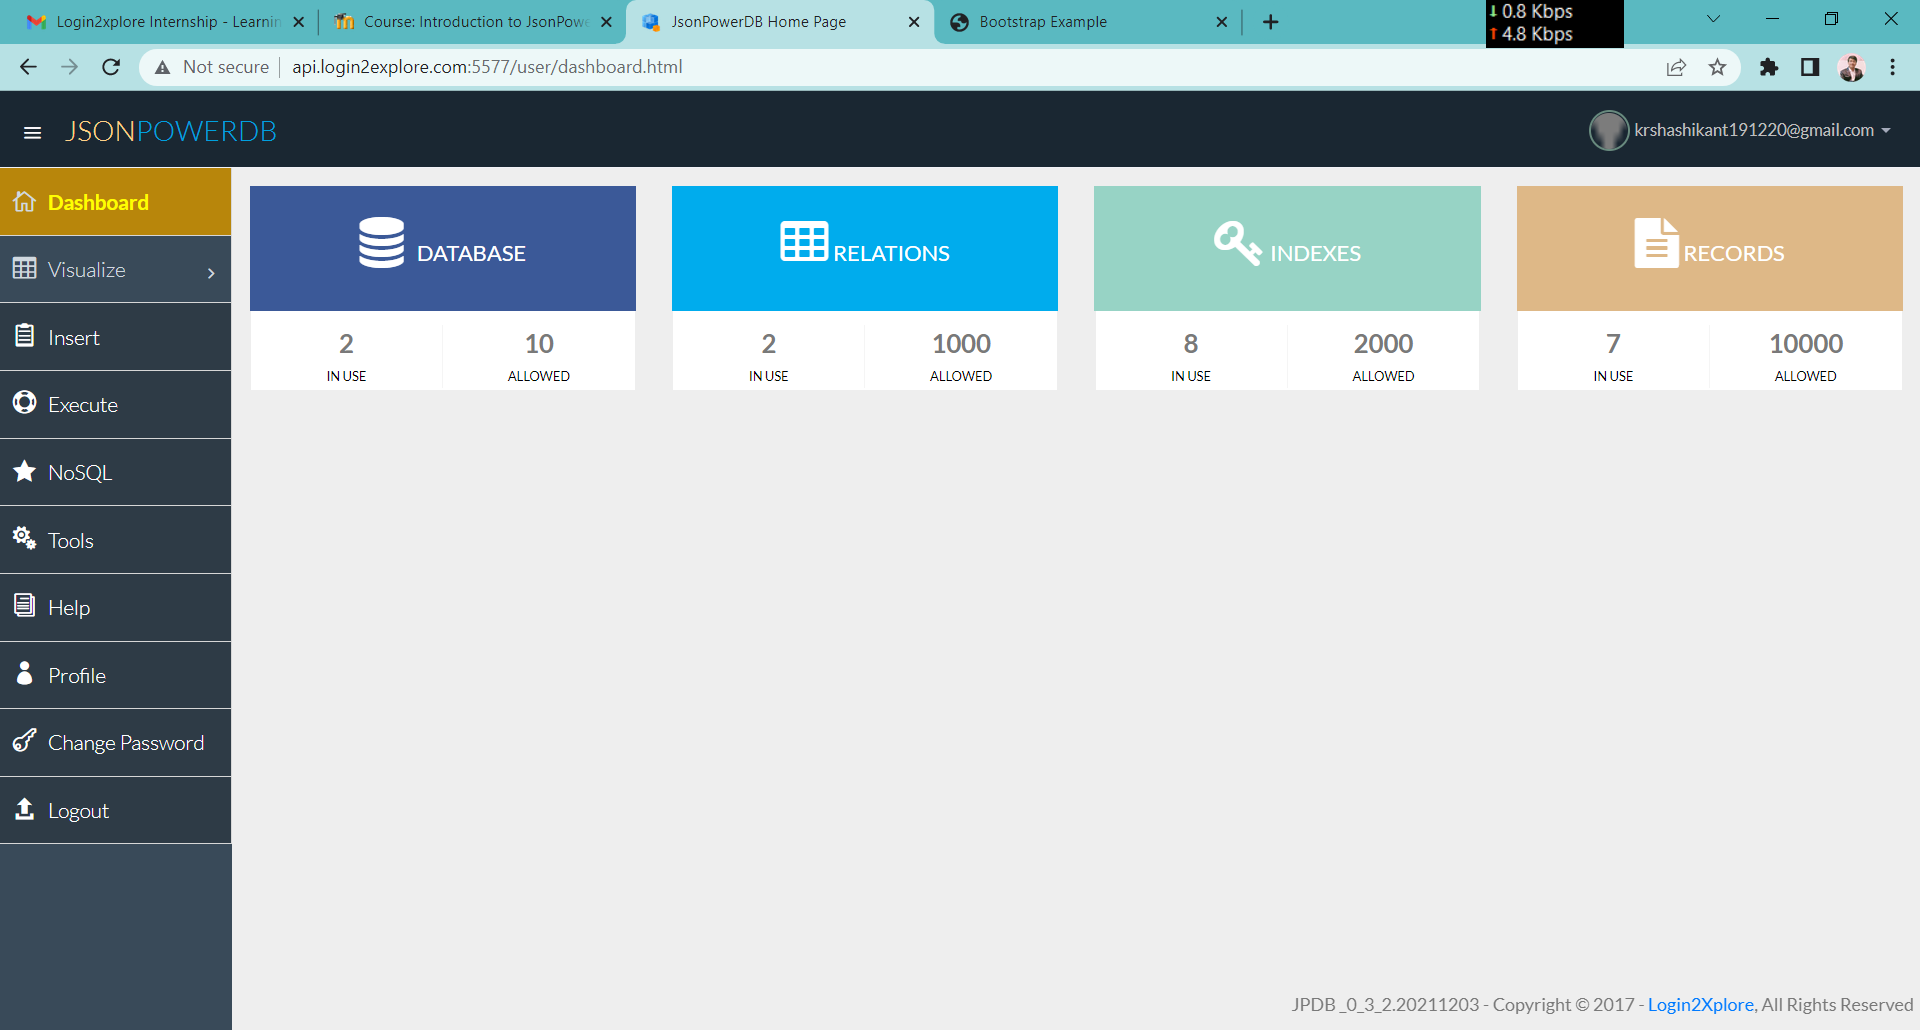 Login2xplore Internship - Learnin
Course: Introduction to JsonPowe
JsonPowerDB Home Page
Bootstrap Example
0.8 Kbps
4.8 Kbps
Not secure
api.login2explore.com:5577/user/dashboard.html
JSONPOWERDB
krshashikant191220@gmail.com
Dashboard
Visualize
Insert
Execute
NoSQL
Tools
Help
Profile
Change Password
Logout
DATABASE
2
IN USE
10
ALLOWED
RELATIONS
2
IN USE
1000
ALLOWED
INDEXES
8
IN USE
2000
ALLOWED
RECORDS
7
IN USE
10000
ALLOWED
JPDB _0_3_2.20211203 - Copyright © 2017 - Login2Xplore, All Rights Reserved